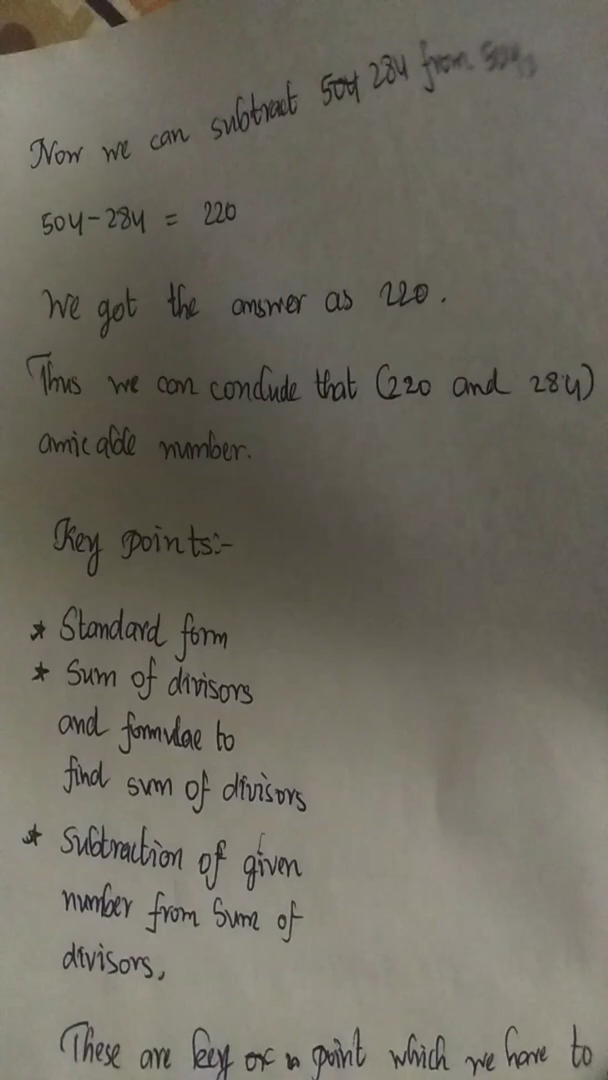 Now we can subtract 504 284 from 504
504-284 = 220
We got the answer as 220.
Thus we can conclude that (220 and 284)
amicable number.
Key points:-
* Standard form
* Sum of divisors
and formulae to
find sum of divisors
* Subtraction of given
number from Sum of
divisors,
These are key point which we have to